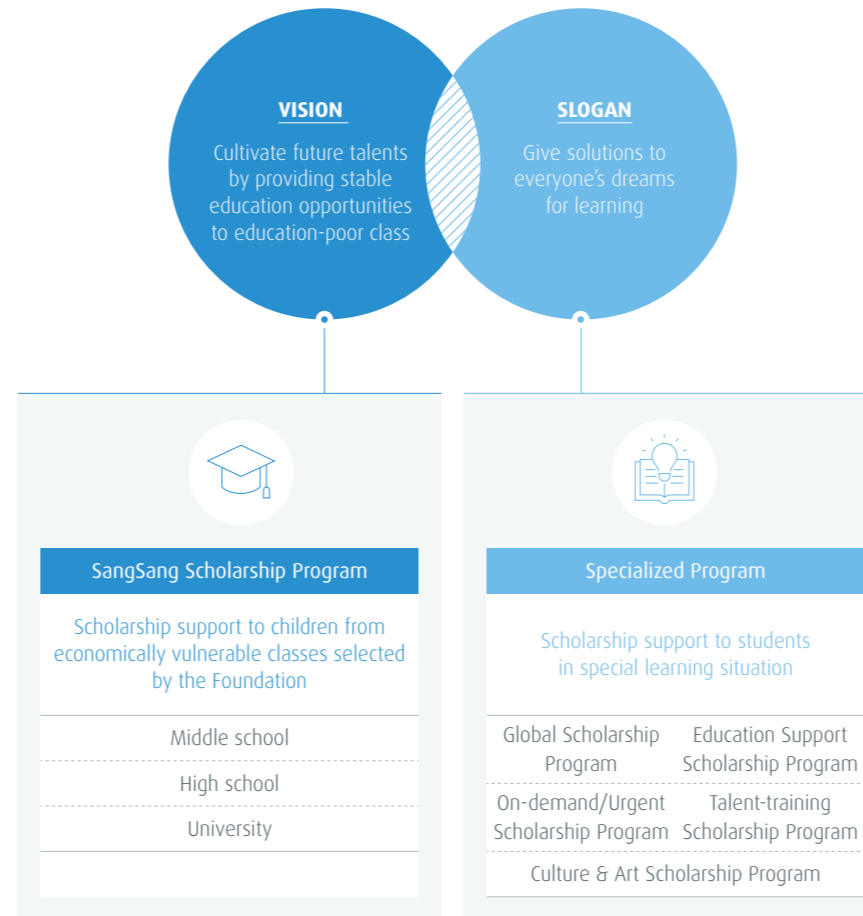 VISION
Cultivate future talents
by providing stable
education opportunities
to education-poor class
SLOGAN
Give solutions to
everyone's dreams
for learning
SangSang Scholarship Program
Scholarship support to children from
economically vulnerable classes selected
by the Foundation
Middle school
High school
University
Specialized Program
Scholarship support to students
in special learning situation
Global Scholarship
Program
Education Support
Scholarship Program
On-demand/Urgent
Scholarship Program
Talent-training
Scholarship Program
Culture & Art Scholarship Program